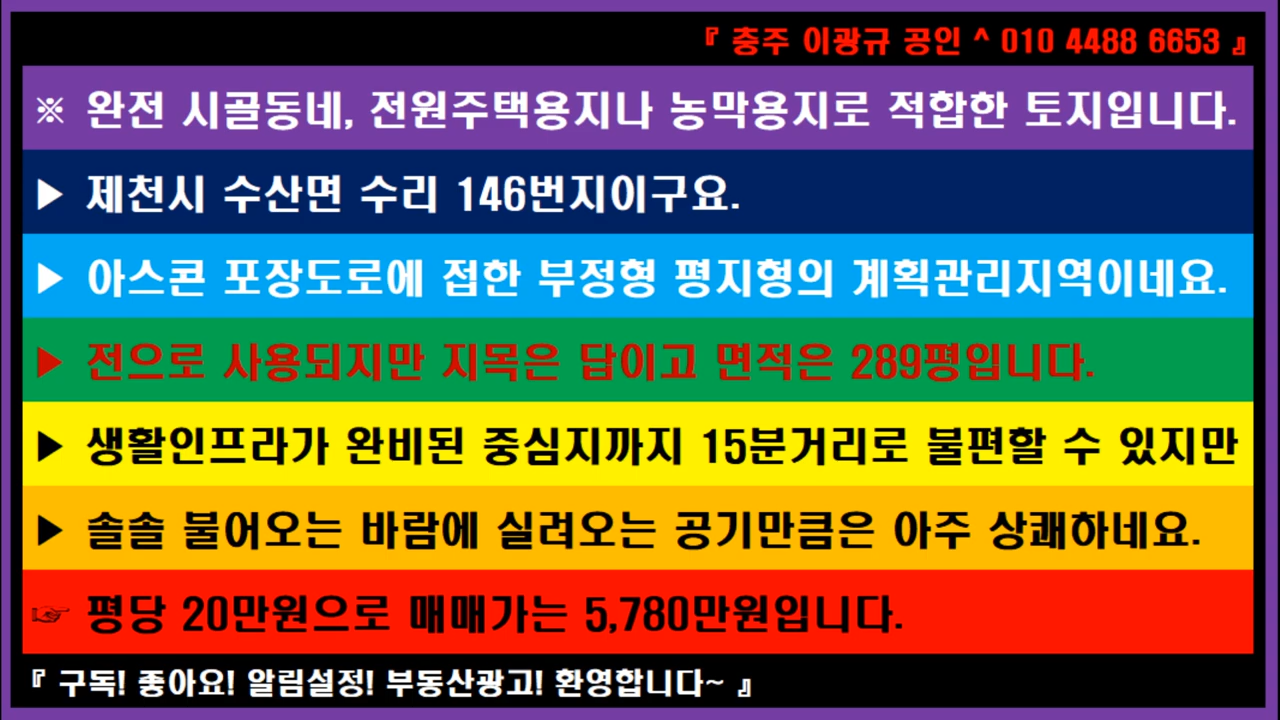 『 충주 이광규 공인 ^ 010 4488 6653 』
※ 완전 시골동네, 전원주택용지나 농막용지로 적합한 토지입니다.
▶ 제천시 수산면 수리 146번지이구요.
▶ 아스콘 포장도로에 접한 부정형 평지형의 계획관리지역이네요.
▶ 전으로 사용되지만 지목은 답이고 면적은 289평입니다.
▶ 생활인프라가 완비된 중심지까지 15분거리로 불편할 수 있지만
▶ 솔솔 불어오는 바람에 실려오는 공기만큼은 아주 상쾌하네요.
☞ 평당 20만원으로 매매가는 5,780만원입니다.
『 구독! 좋아요! 알림설정! 부동산광고! 환영합니다~ 』